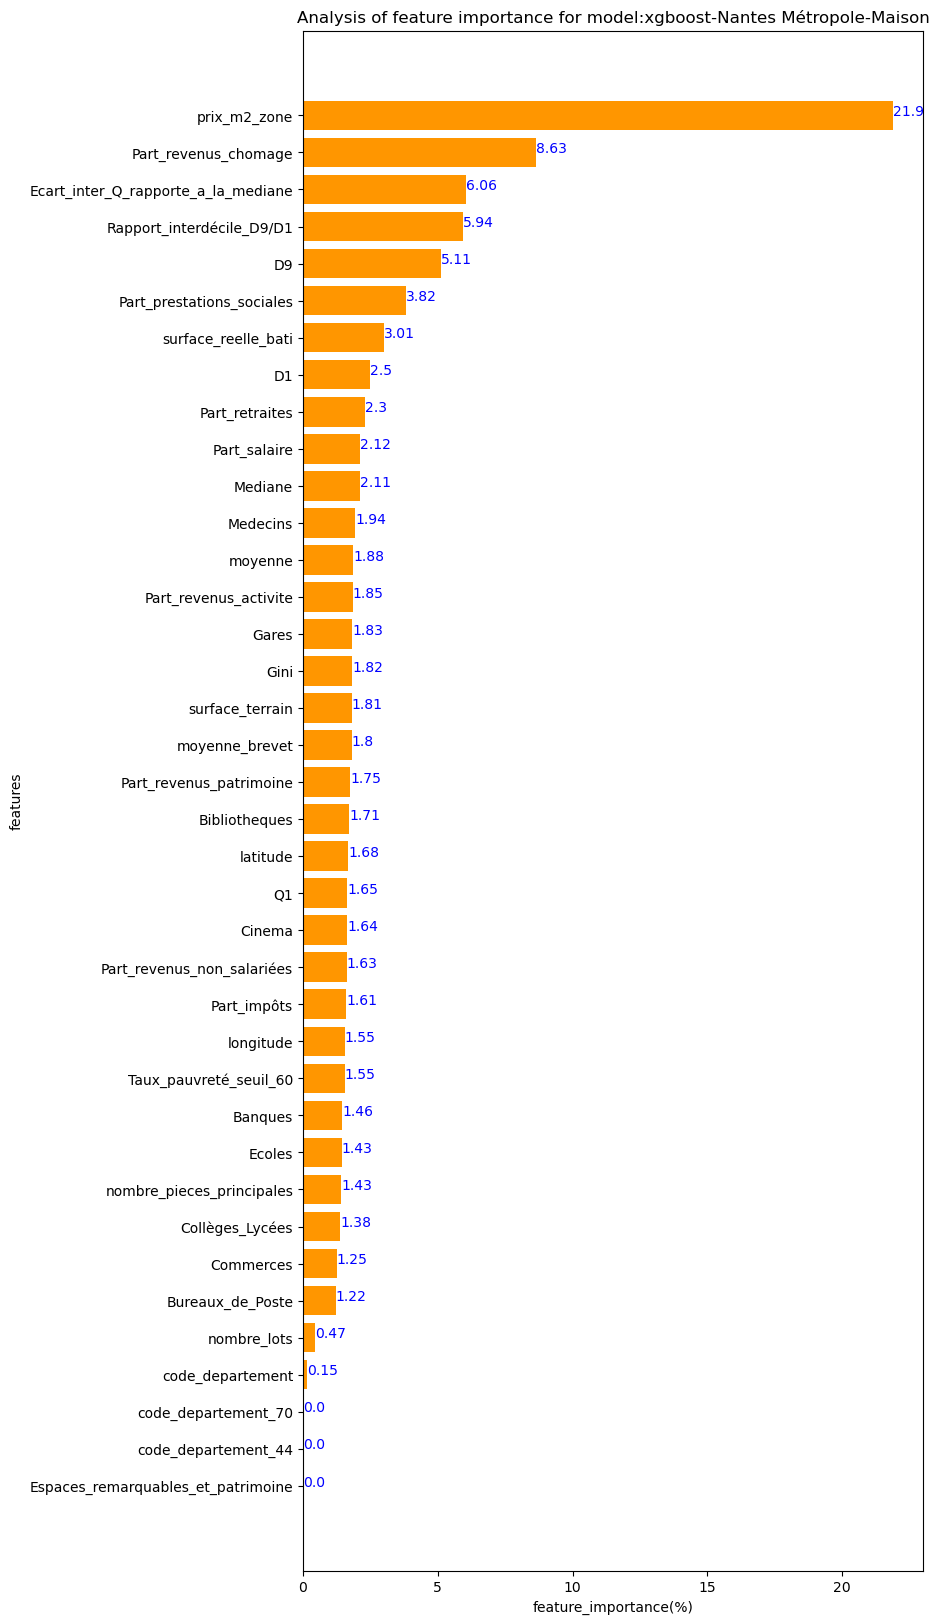 Analysis of feature importance for model:xgboost-Nantes Métropole-Maison
prix_m2_zone 21.9
Part_revenus_chomage 8.63
Ecart_inter_Q_rapporte_a_la_mediane 6.06
Rapport_interdécile_D9/D1 5.94
D9 5.11
Part_prestations_sociales 3.82
surface_reelle_bati 3.01
D1 2.5
Part_retraites 2.3
Part_salaire 2.12
Mediane 2.11
Medecins 1.94
moyenne 1.88
Part_revenus_activite 1.85
Gares 1.83
Gini 1.82
surface_terrain 1.81
moyenne_brevet 1.8
Part_revenus_patrimoine 1.75
features
Bibliotheques 1.71
latitude 1.68
Q1 1.65
Cinema 1.64
Part_revenus_non_salariées 1.63
Part_impôts 1.61
longitude 1.55
Taux_pauvreté_seuil_60 1.55
Banques 1.46
Ecoles 1.43
nombre_pieces_principales 1.43
Collèges_Lycées 1.38
Commerces 1.25
Bureaux_de_Poste 1.22
nombre_lots 0.47
code_departement 0.15
code_departement_70 0.0
code_departement_44 0.0
Espaces_remarquables_et_patrimoine 0.0
0 5 10 15 20
feature_importance(%)